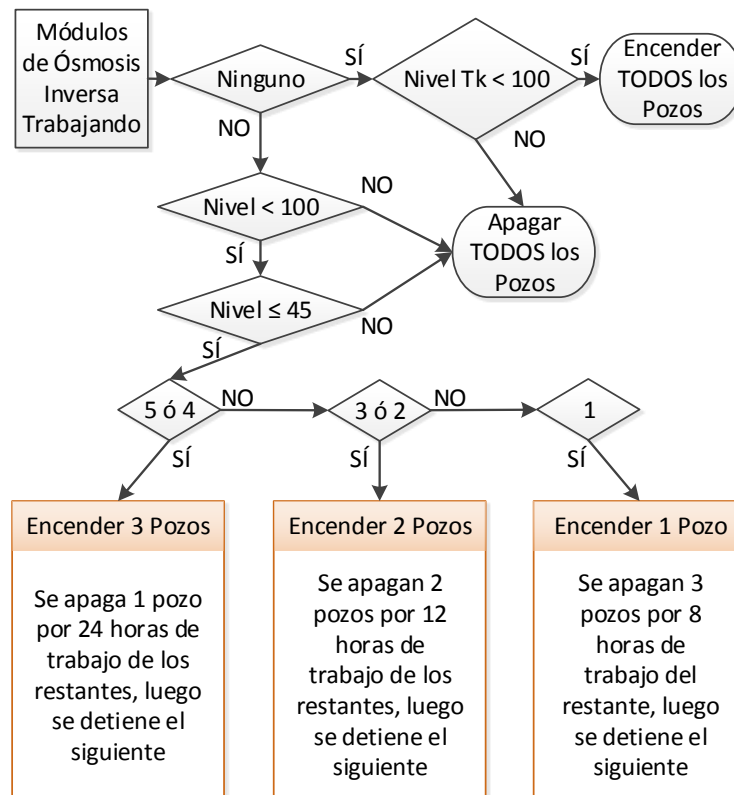 Módulos
de Ósmosis
Inversa
Trabajando
Ninguno
SÍ
Nivel Tk < 100
SÍ
Encender
TODOS los
Pozos
NO
NO
Nivel < 100
NO
Apagar
TODOS los
Pozos
SÍ
Nivel ≤ 45
NO
SÍ
5 ó 4
NO
3 ó 2
NO
1
SÍ
SÍ
SÍ
Encender 3 Pozos
Se apaga 1 pozo
por 24 horas de
trabajo de los
restantes, luego
se detiene el
siguiente
Encender 2 Pozos
Se apagan 2
pozos por 12
horas de
trabajo de los
restantes, luego
se detiene el
siguiente
Encender 1 Pozo
Se apagan 3
pozos por 8
horas de
trabajo del
restante, luego
se detiene el
siguiente